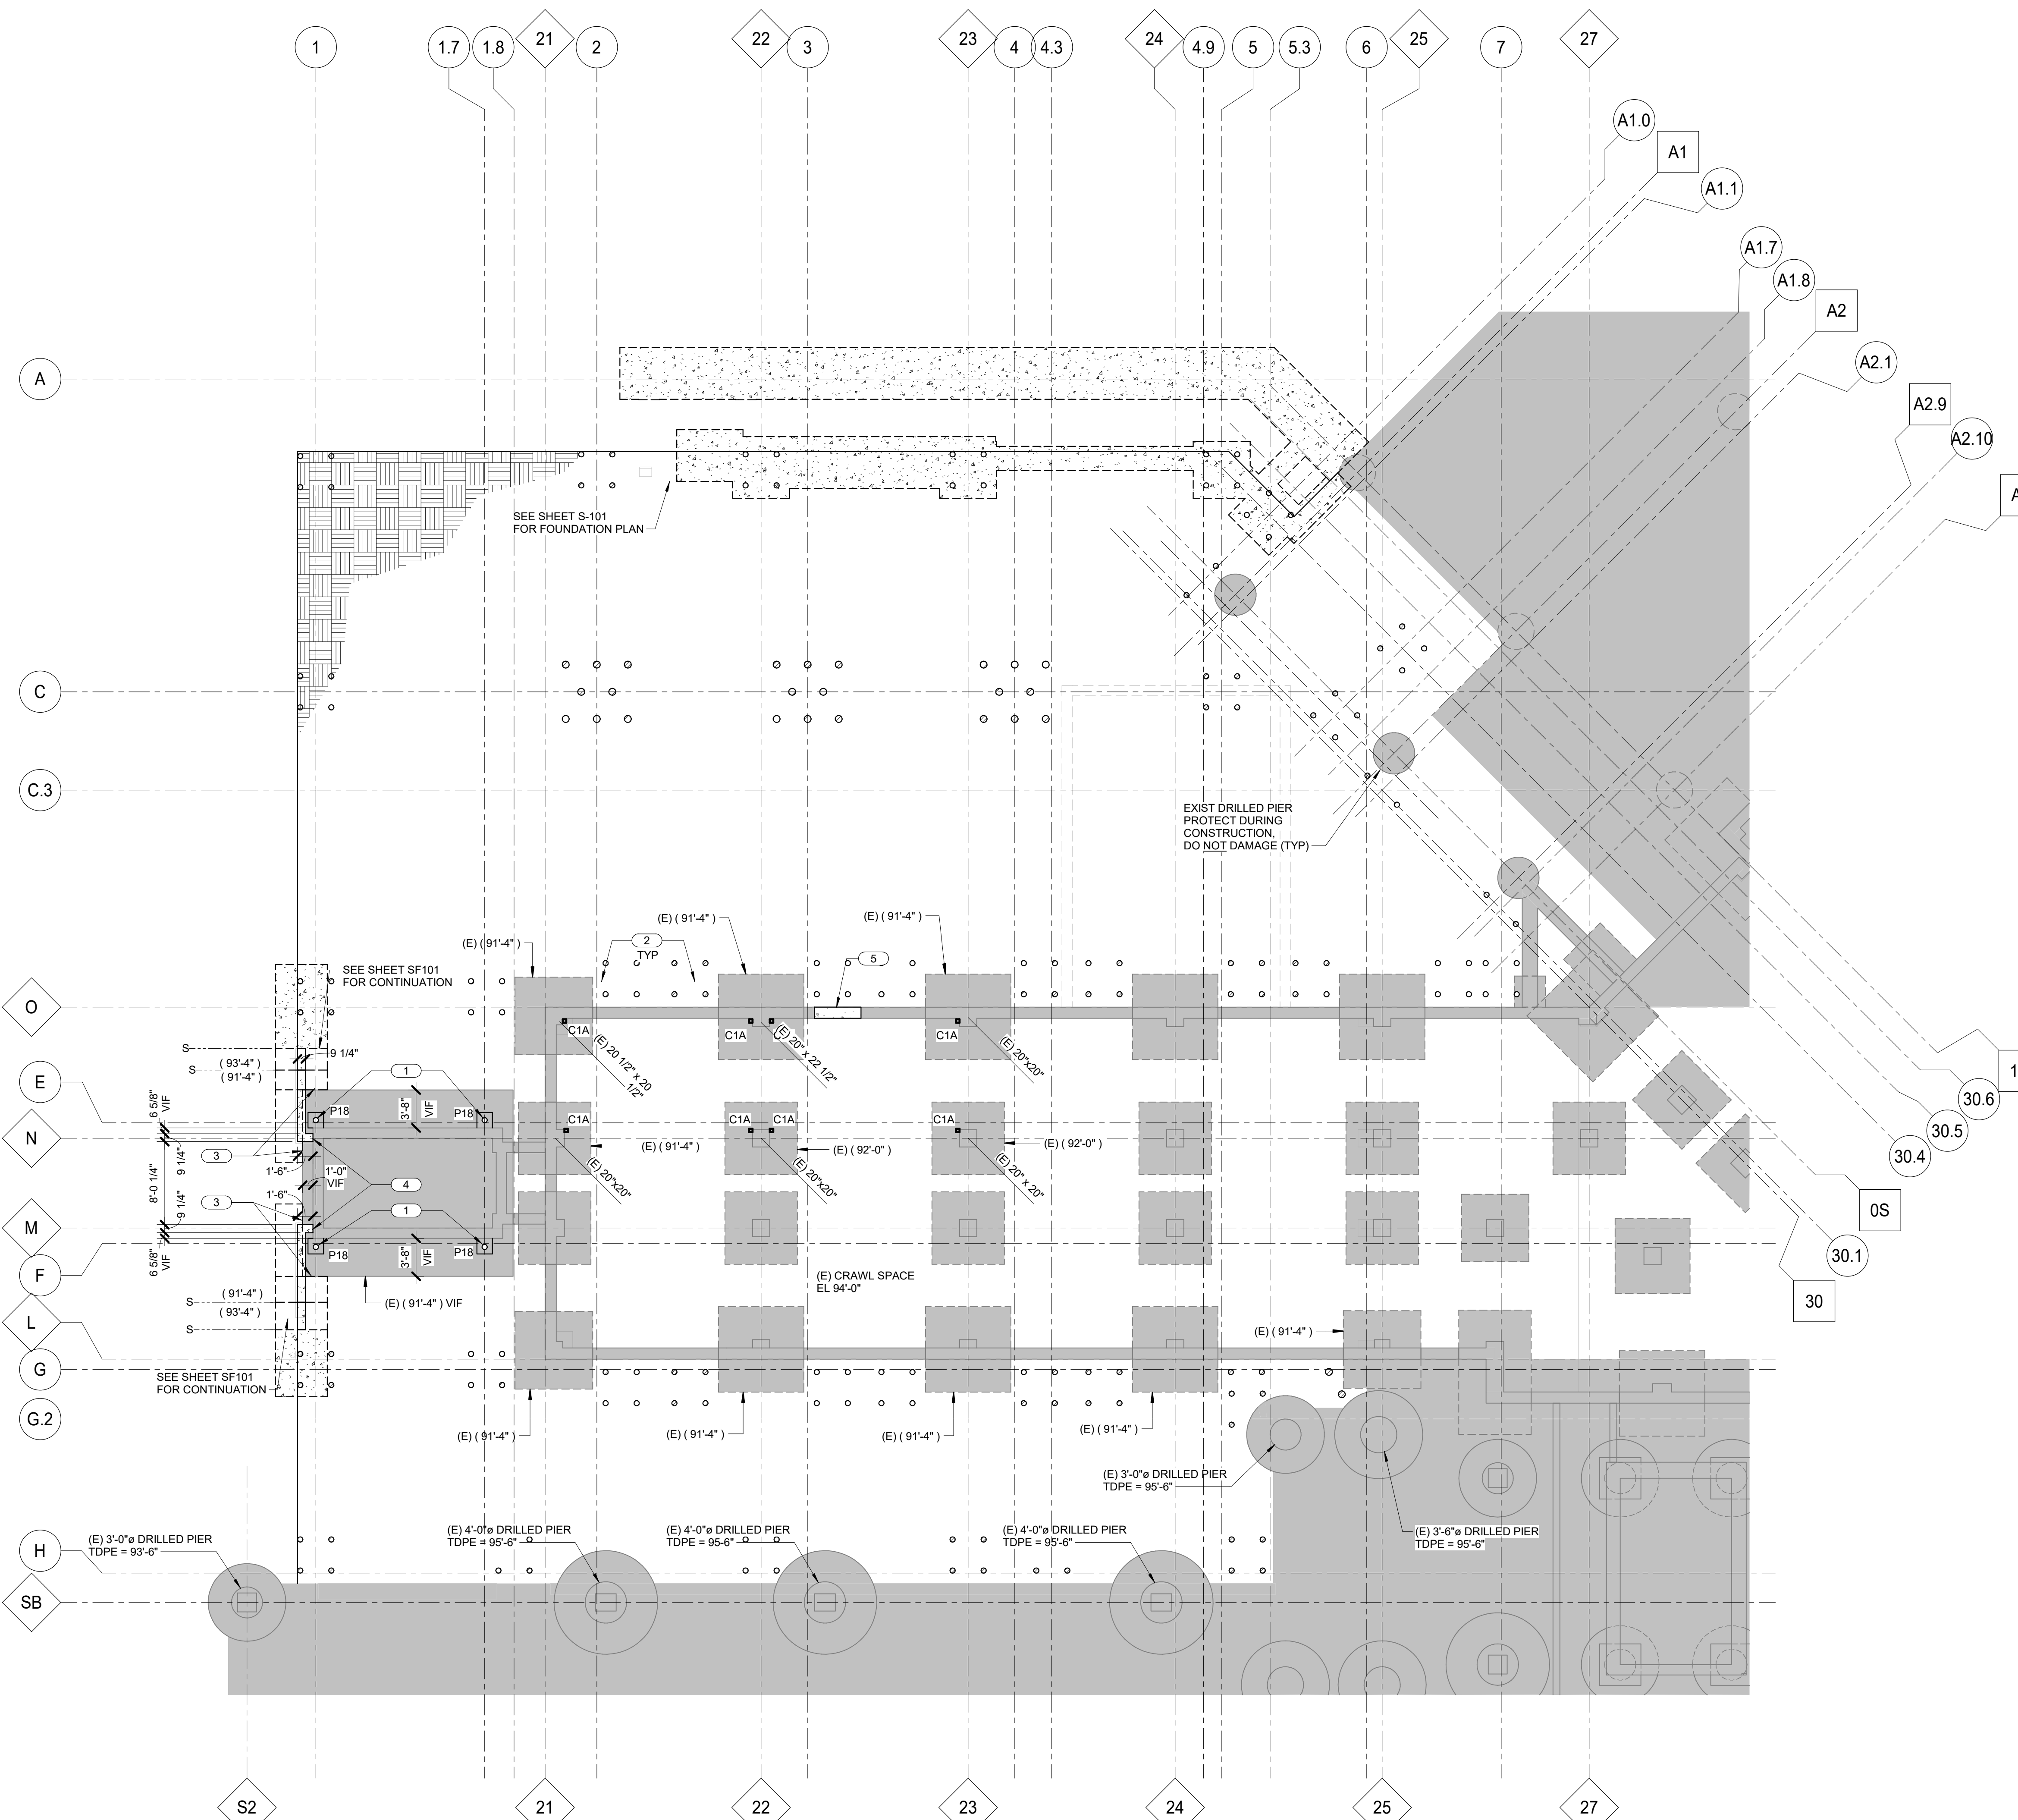 1
1.7
1.8
21
2
22
3
23
4
4.3
24
4.9
5
5.3
6
25
7
27
A1.0
A1
A1.1
A1.7
A1.8
A2
A2.1
A2.9
A2.10
A
A
C
C.3
SEE SHEET S-101
FOR FOUNDATION PLAN
EXIST DRILLED PIER
PROTECT DURING
CONSTRUCTION,
DO NOT DAMAGE (TYP)
(E) ( 91'-4" )
(E) ( 91'-4" )
(E) ( 91'-4" )
2
TYP
5
SEE SHEET SF101
FOR CONTINUATION
O
E
N
M
F
L
G
G.2
H
SB
C1A
C1A
C1A
(E) 20 1/2" x 20
1/2"
(E) 20" x 22 1/2"
(E) 20"x20"
S
( 93'-4" )
S
( 91'-4" )
9 1/4"
1
P18
P18
3'-8"
VIF
6 5/8"
VIF
9 1/4"
8'-0 1/4"
9 1/4"
6 5/8"
VIF
3
1'-6"
1'-0"
VIF
1'-6"
3
4
1
P18
P18
3'-8"
VIF
C1A
C1A
C1A
C1A
(E) ( 91'-4" )
(E) ( 92'-0" )
(E) ( 92'-0" )
(E) 20"x20"
(E) 20"x20"
(E) 20" x 20"
( 91'-4" )
S
( 93'-4" )
S
(E) ( 91'-4" ) VIF
(E) CRAWL SPACE
EL 94'-0"
(E) ( 91'-4" )
SEE SHEET SF101
FOR CONTINUATION
(E) ( 91'-4" )
(E) ( 91'-4" )
(E) ( 91'-4" )
(E) ( 91'-4" )
(E) 3'-0"ø DRILLED PIER
TDPE = 95'-6"
(E) 3'-0"ø DRILLED PIER
TDPE = 93'-6"
(E) 4'-0"ø DRILLED PIER
TDPE = 95'-6"
(E) 4'-0"ø DRILLED PIER
TDPE = 95-6"
(E) 4'-0"ø DRILLED PIER
TDPE = 95'-6"
(E) 3'-6"ø DRILLED PIER
TDPE = 95'-6"
1
30.6
30.5
30.4
0S
30.1
30
S2
21
22
23
24
25
27